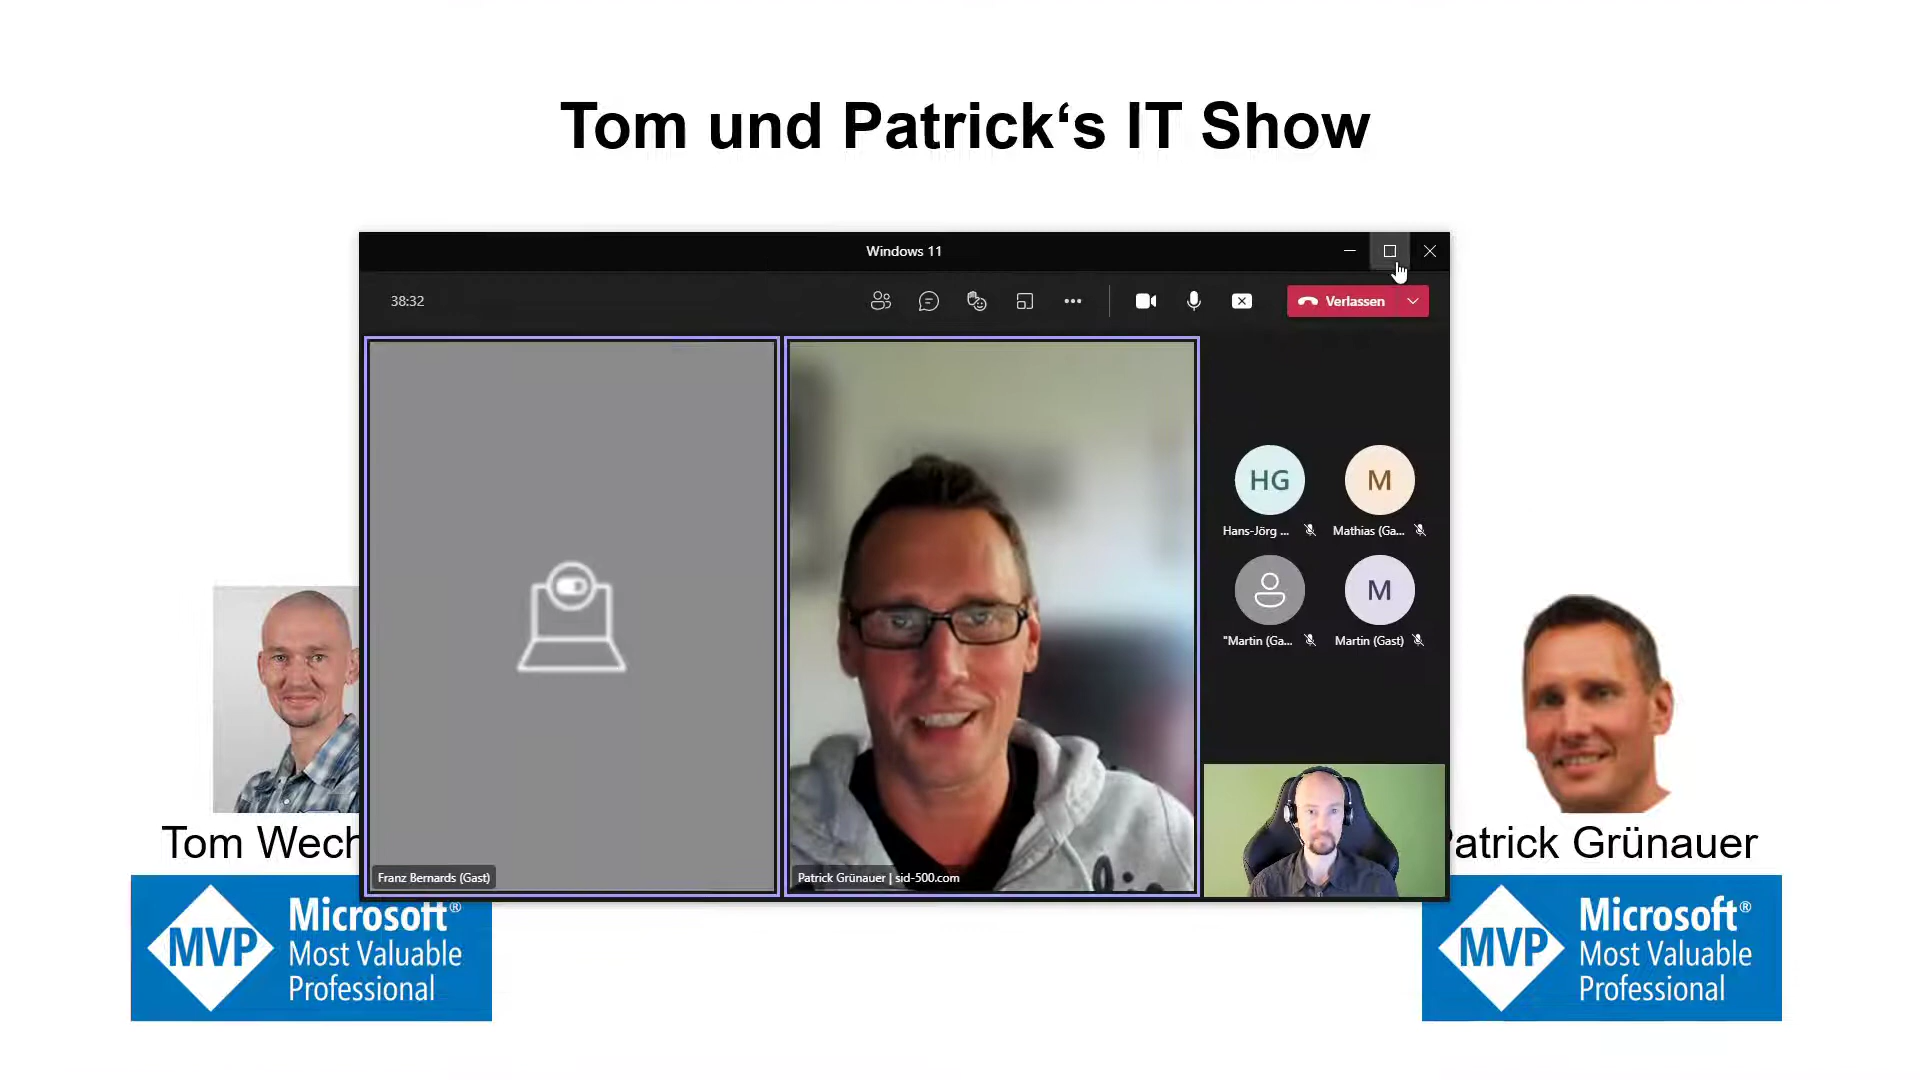 Tom und Patrick‘s IT Show
Windows 11
38:32
Verlassen
HG
M
Hans-Jörg ...
Mathias (Ga...
M
"Martin (Ga...
Martin (Gast)
Franz Bernards (Gast)
Patrick Grünauer | sid-500.com
Tom Wech
atrick Grünauer
MVP
Microsoft®
Most Valuable
Professional
MVP
Microsoft®
Most Valuable
Professional